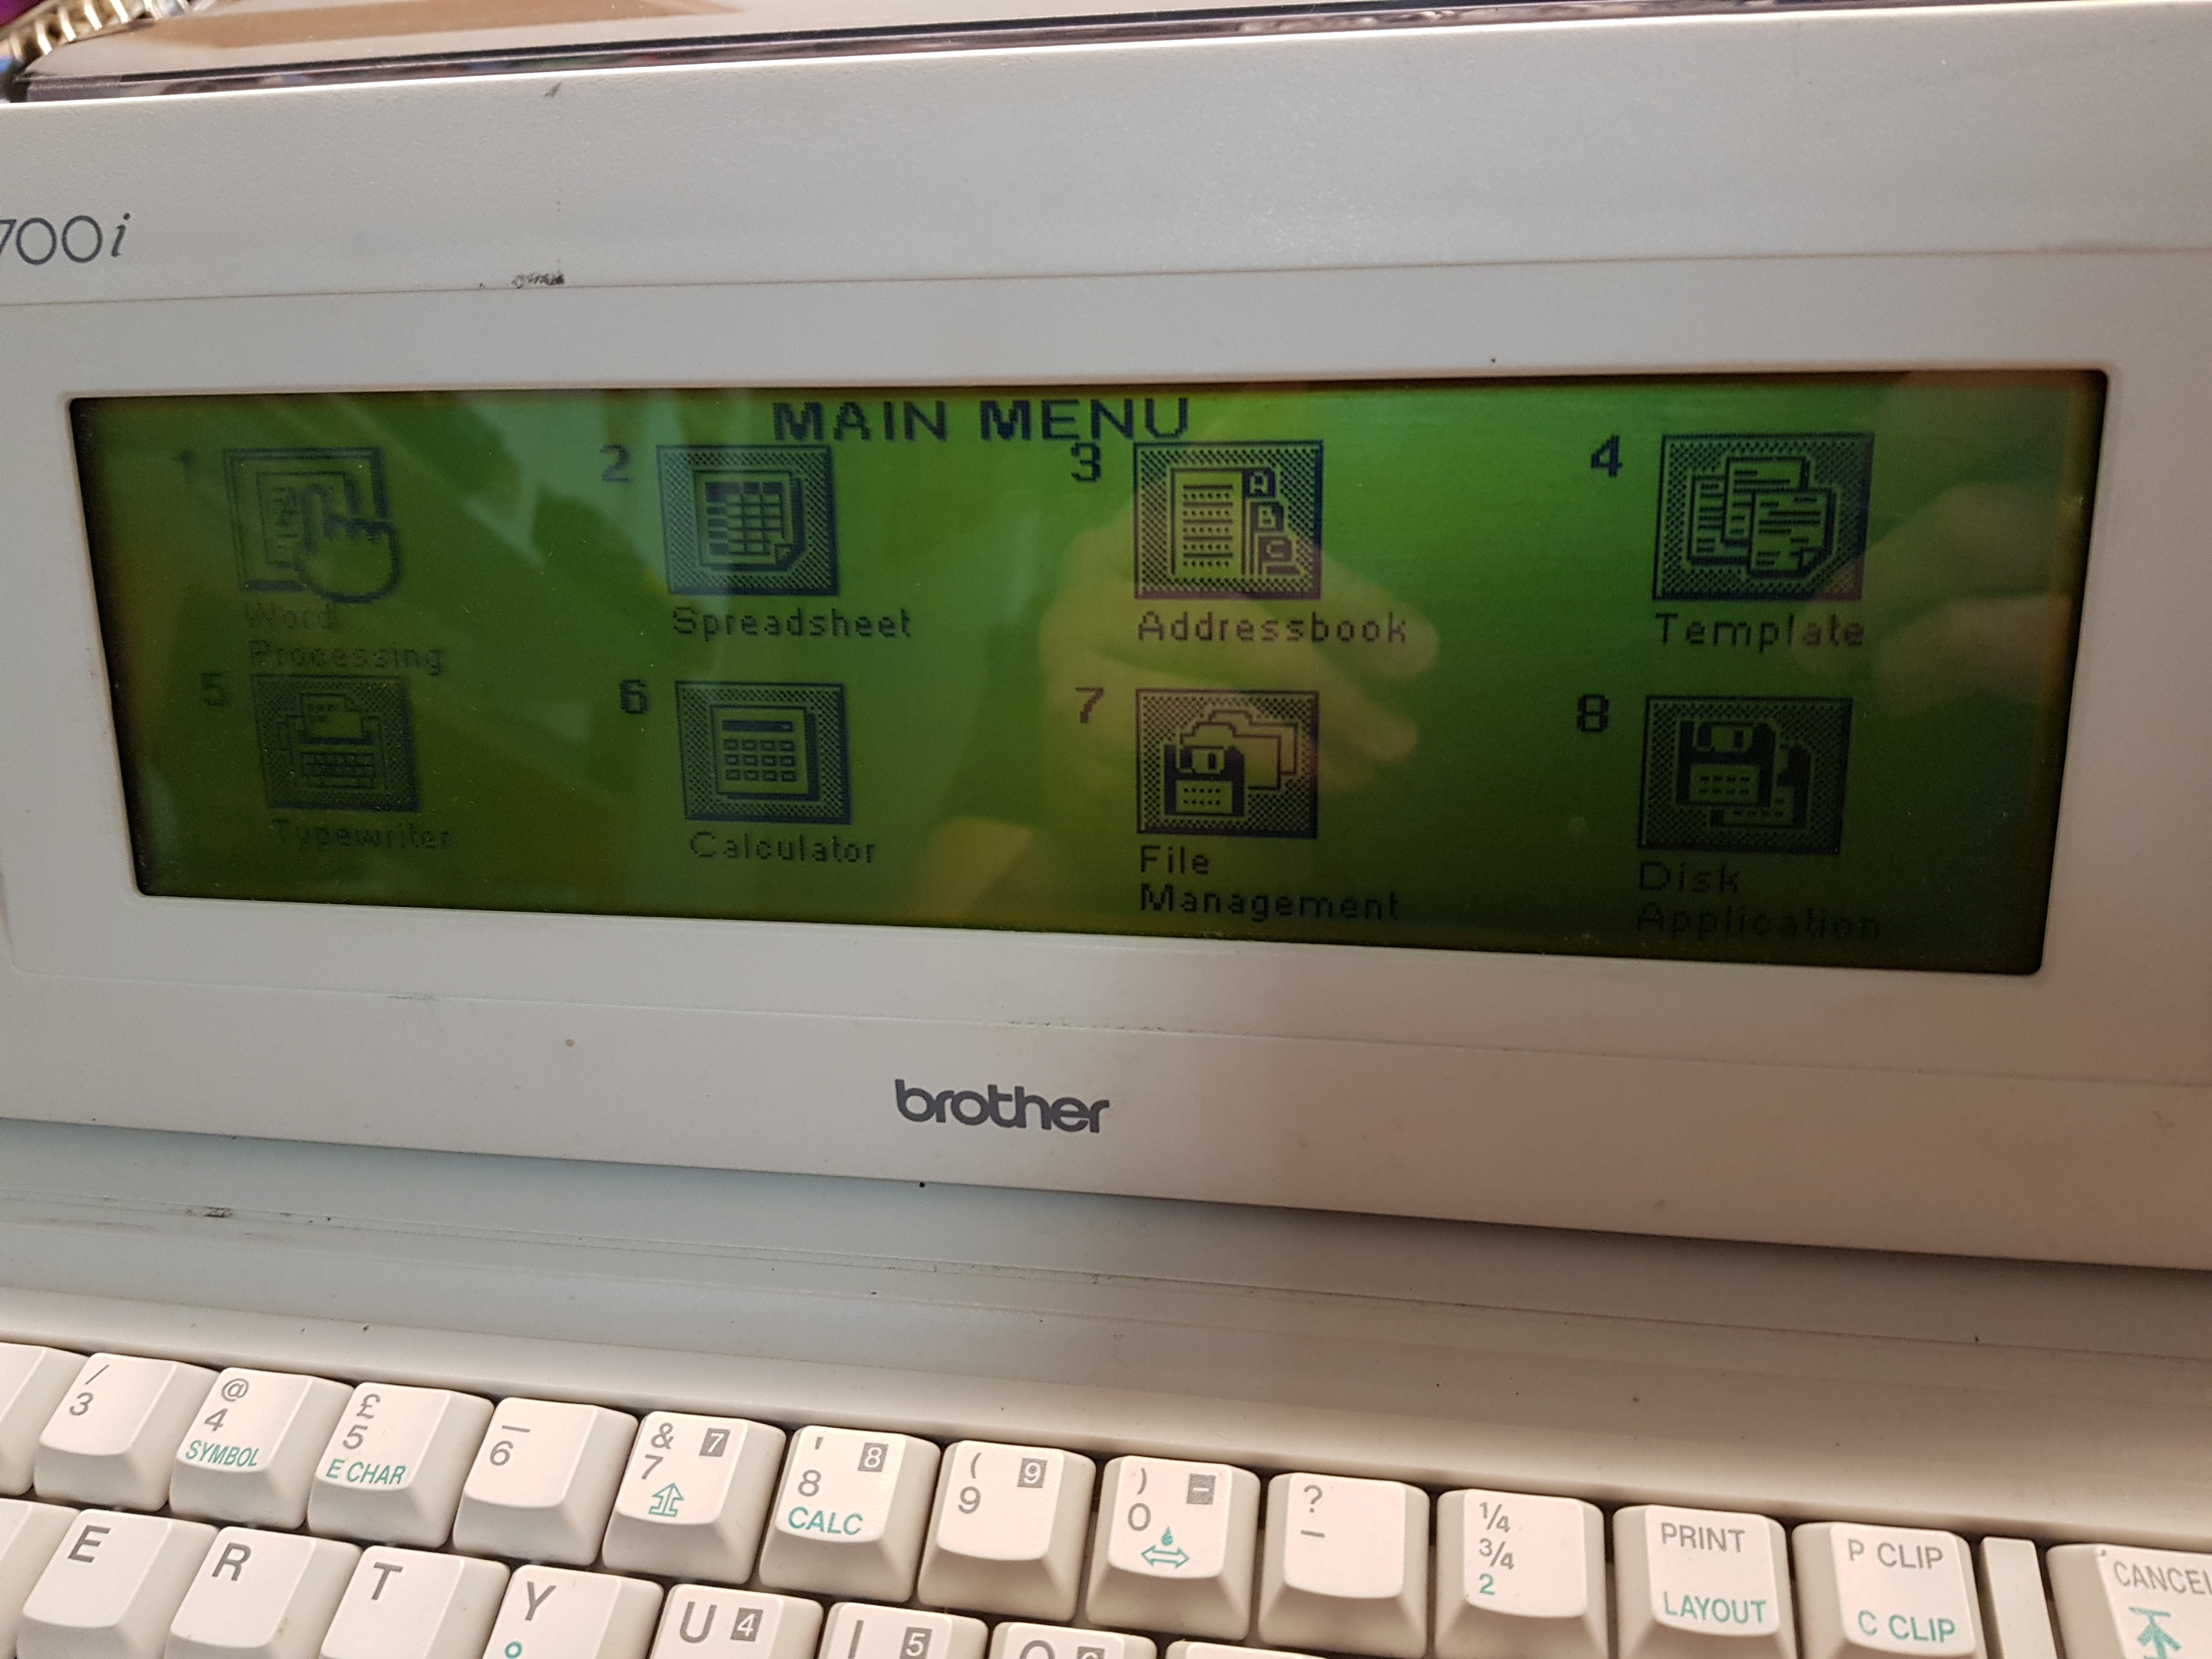 700i
MAIN MENU
1
2
3
4
A
B
C
Word
Processing
Spreadsheet
Addressbook
Template
5
6
7
8
Typewriter
Calculator
File
Management
Disk
Application
brother
/
3
@
4
SYMBOL
£
5
E CHAR
_
6
& 7
7
' 8
8
CALC
( 9
9
) -
0
?
-
1/4
3/4
2
PRINT
LAYOUT
P CLIP
C CLIP
CANCEL
E
R
T
Y
U 4
I 5